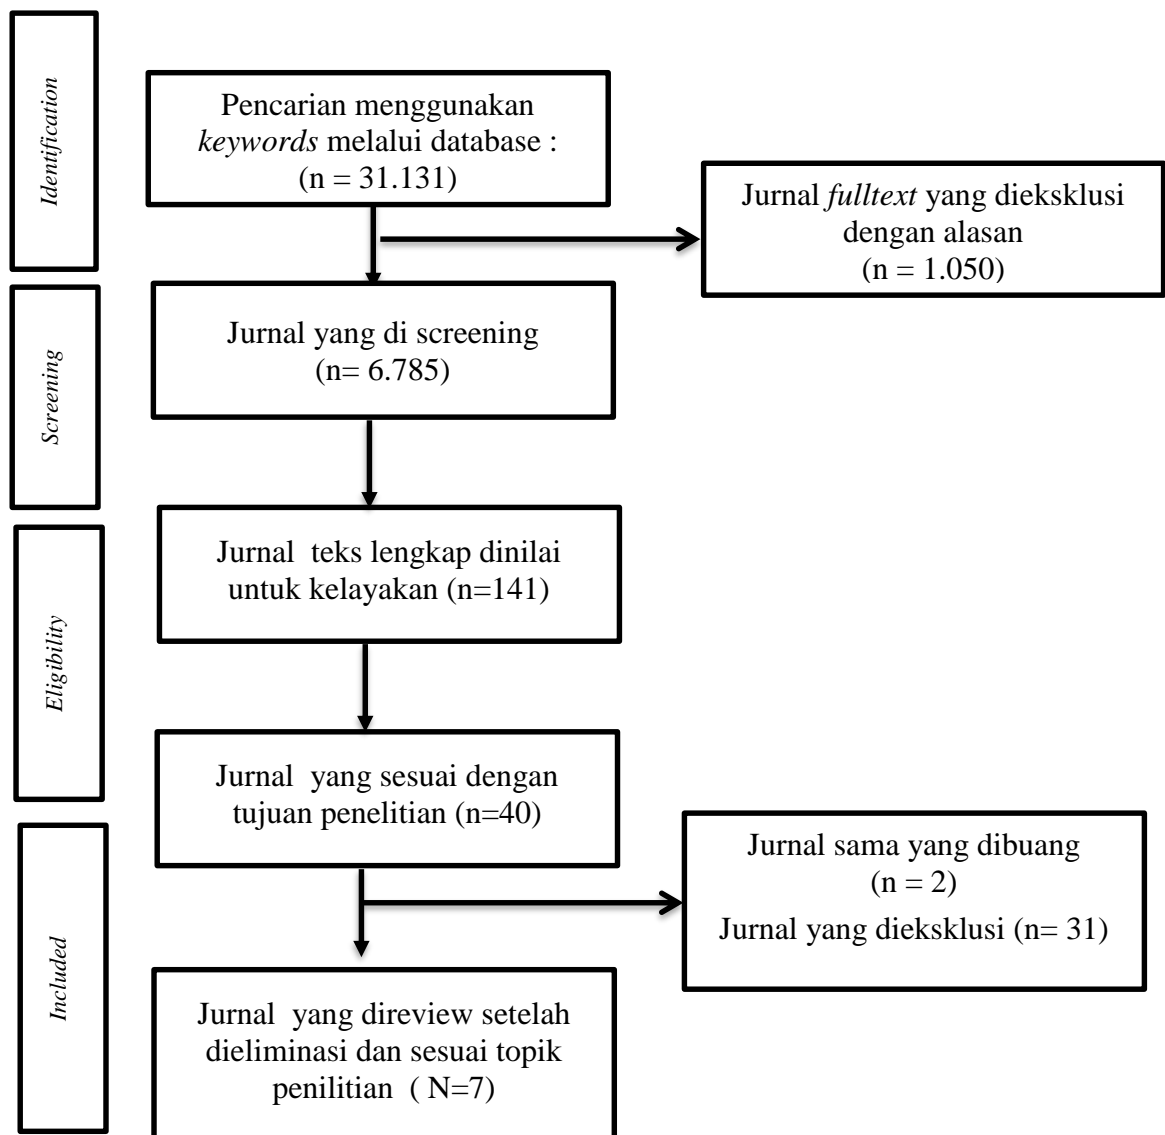 Identification
Pencarian menggunakan
keywords melalui database :
(n = 31.131)
Jurnal fulltext yang dieksklusi
dengan alasan
(n = 1.050)
Screening
Jurnal yang di screening
(n= 6.785)
Eligibility
Jurnal  teks lengkap dinilai
untuk kelayakan (n=141)
Jurnal  yang sesuai dengan
tujuan penelitian (n=40)
Included
Jurnal sama yang dibuang
(n = 2)
Jurnal yang dieksklusi (n= 31)
Jurnal  yang direview setelah
dieliminasi dan sesuai topik
penilitian  ( N=7)